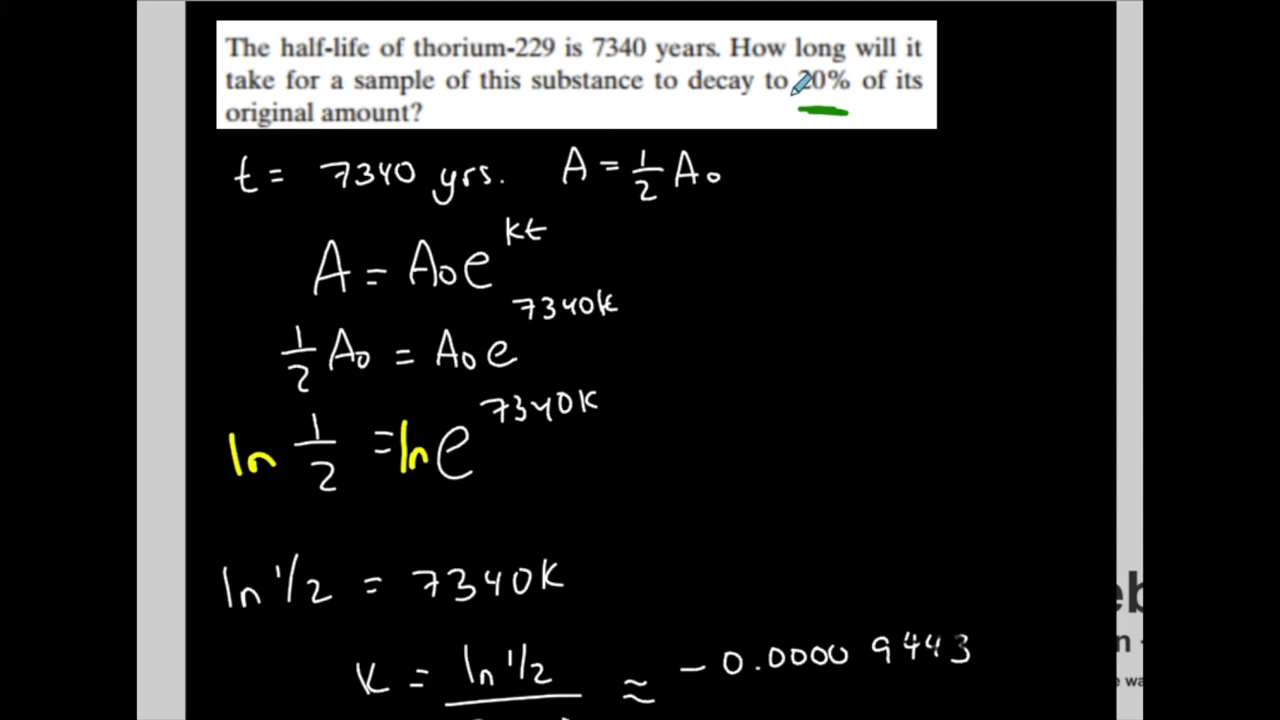 The half-life of thorium-229 is 7340 years. How long will it
take for a sample of this substance to decay to 20% of its
original amount?
t = 7340 yrs. A = 1/2 A₀
A = A₀e^kt
1/2 A₀ = A₀e^7340k
ln 1/2 = ln e^7340k
ln 1/2 = 7340k
K = ln 1/2 ≈ -0.00009443